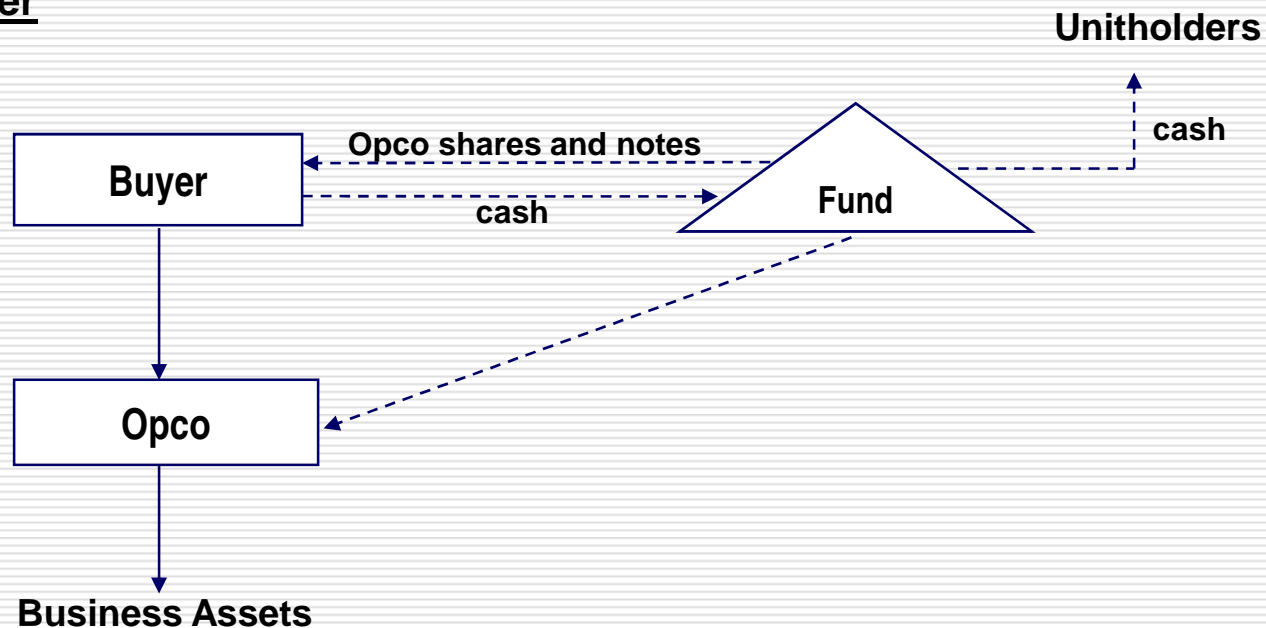 er
Unitholders
Opco shares and notes
cash
Buyer
Fund
cash
Opco
Business Assets